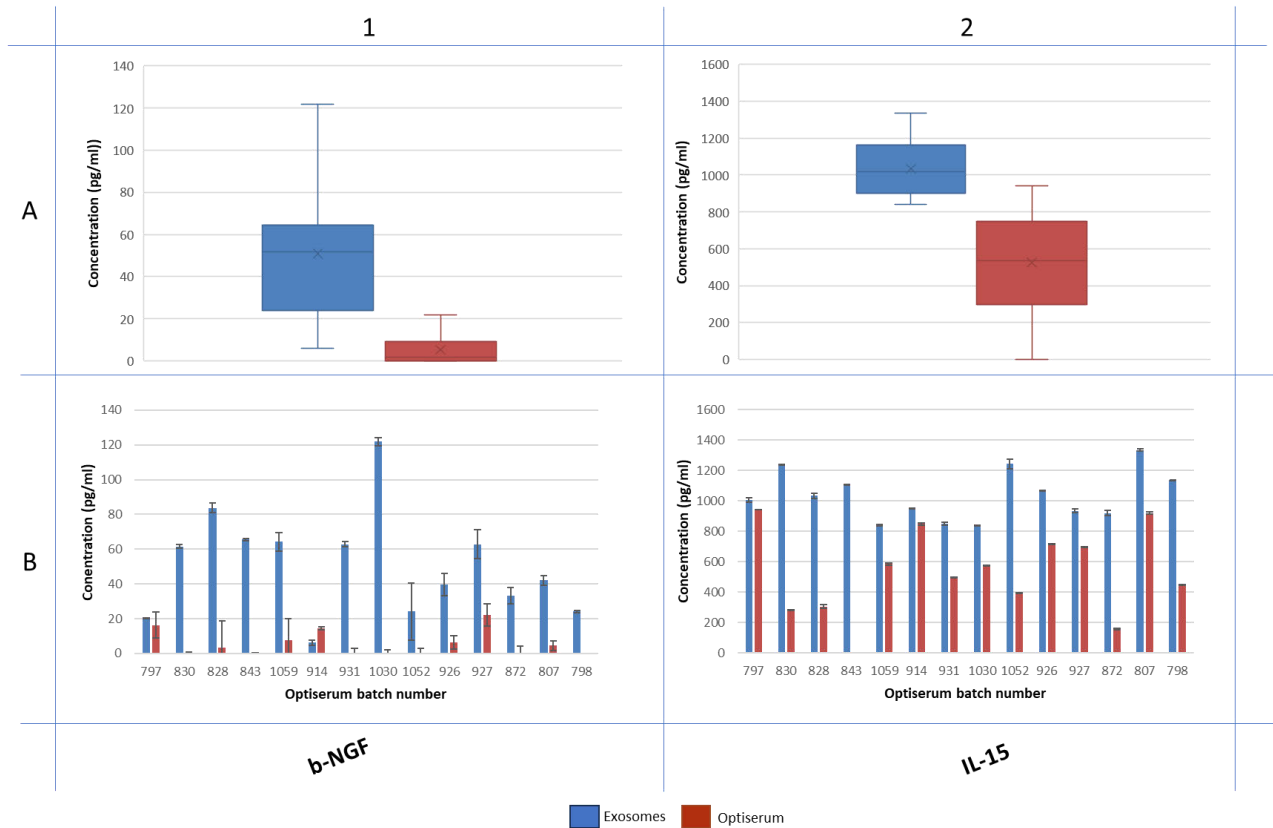 1
2
A
Concentration (pg/ml))
140
120
100
80
60
40
20
0
Concentration (pg/ml)
1600
1400
1200
1000
800
600
400
200
0
B
Conentration (pg/ml)
140
120
100
80
60
40
20
0
797 830 828 843 1059 914 931 1030 1052 926 927 872 807 798
Optiserum batch number
Concentration (pg/ml)
1600
1400
1200
1000
800
600
400
200
0
797 830 828 843 1059 914 931 1030 1052 926 927 872 807 798
Optiserum batch number
b-NGF
IL-15
Exosomes Optiserum